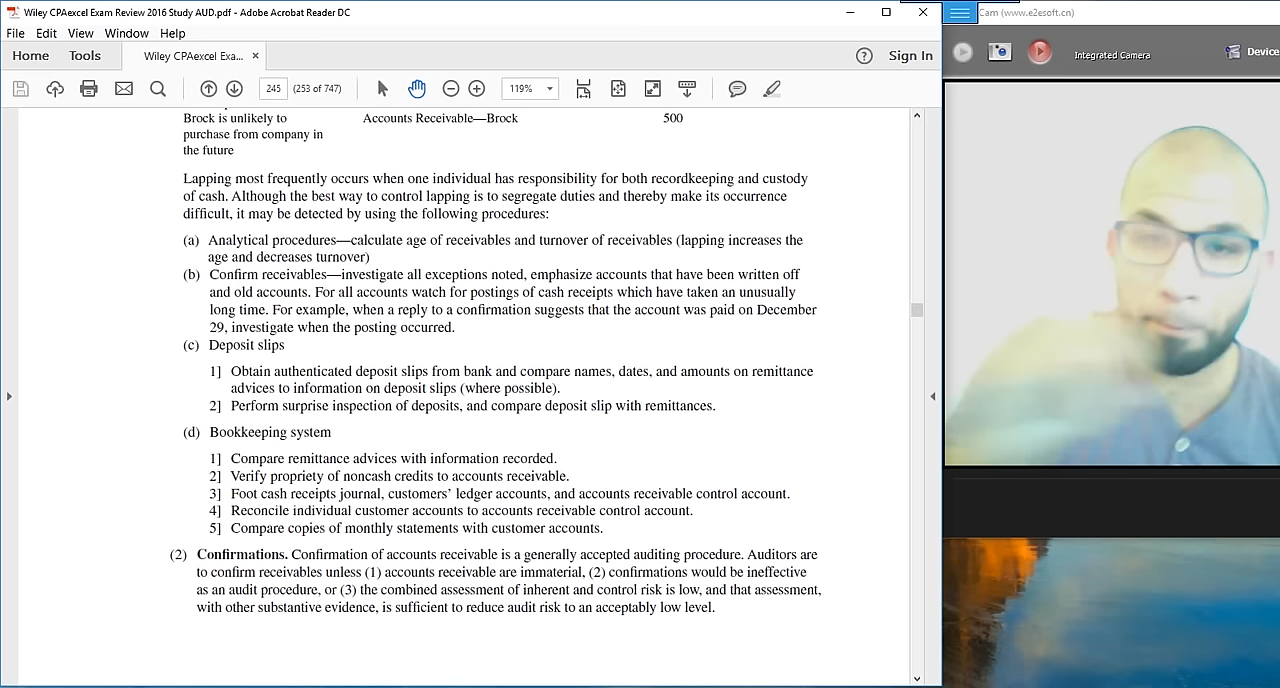 Wiley CPAexcel Exam Review 2016 Study AUD.pdf - Adobe Acrobat Reader DC
Cam (www.e2esoft.cn)
File Edit View Window Help
Home Tools Wiley CPAexcel Exa... × ? Sign In
Integrated Camera Device
245 (253 of 747) 119%
Brock is unlikely to Accounts Receivable—Brock 500
purchase from company in
the future
Lapping most frequently occurs when one individual has responsibility for both recordkeeping and custody
of cash. Although the best way to control lapping is to segregate duties and thereby make its occurrence
difficult, it may be detected by using the following procedures:
(a) Analytical procedures—calculate age of receivables and turnover of receivables (lapping increases the
age and decreases turnover)
(b) Confirm receivables—investigate all exceptions noted, emphasize accounts that have been written off
and old accounts. For all accounts watch for postings of cash receipts which have taken an unusually
long time. For example, when a reply to a confirmation suggests that the account was paid on December
29, investigate when the posting occurred.
(c) Deposit slips
1] Obtain authenticated deposit slips from bank and compare names, dates, and amounts on remittance
advices to information on deposit slips (where possible).
2] Perform surprise inspection of deposits, and compare deposit slip with remittances.
(d) Bookkeeping system
1] Compare remittance advices with information recorded.
2] Verify propriety of noncash credits to accounts receivable.
3] Foot cash receipts journal, customers’ ledger accounts, and accounts receivable control account.
4] Reconcile individual customer accounts to accounts receivable control account.
5] Compare copies of monthly statements with customer accounts.
(2) Confirmations. Confirmation of accounts receivable is a generally accepted auditing procedure. Auditors are
to confirm receivables unless (1) accounts receivable are immaterial, (2) confirmations would be ineffective
as an audit procedure, or (3) the combined assessment of inherent and control risk is low, and that assessment,
with other substantive evidence, is sufficient to reduce audit risk to an acceptably low level.